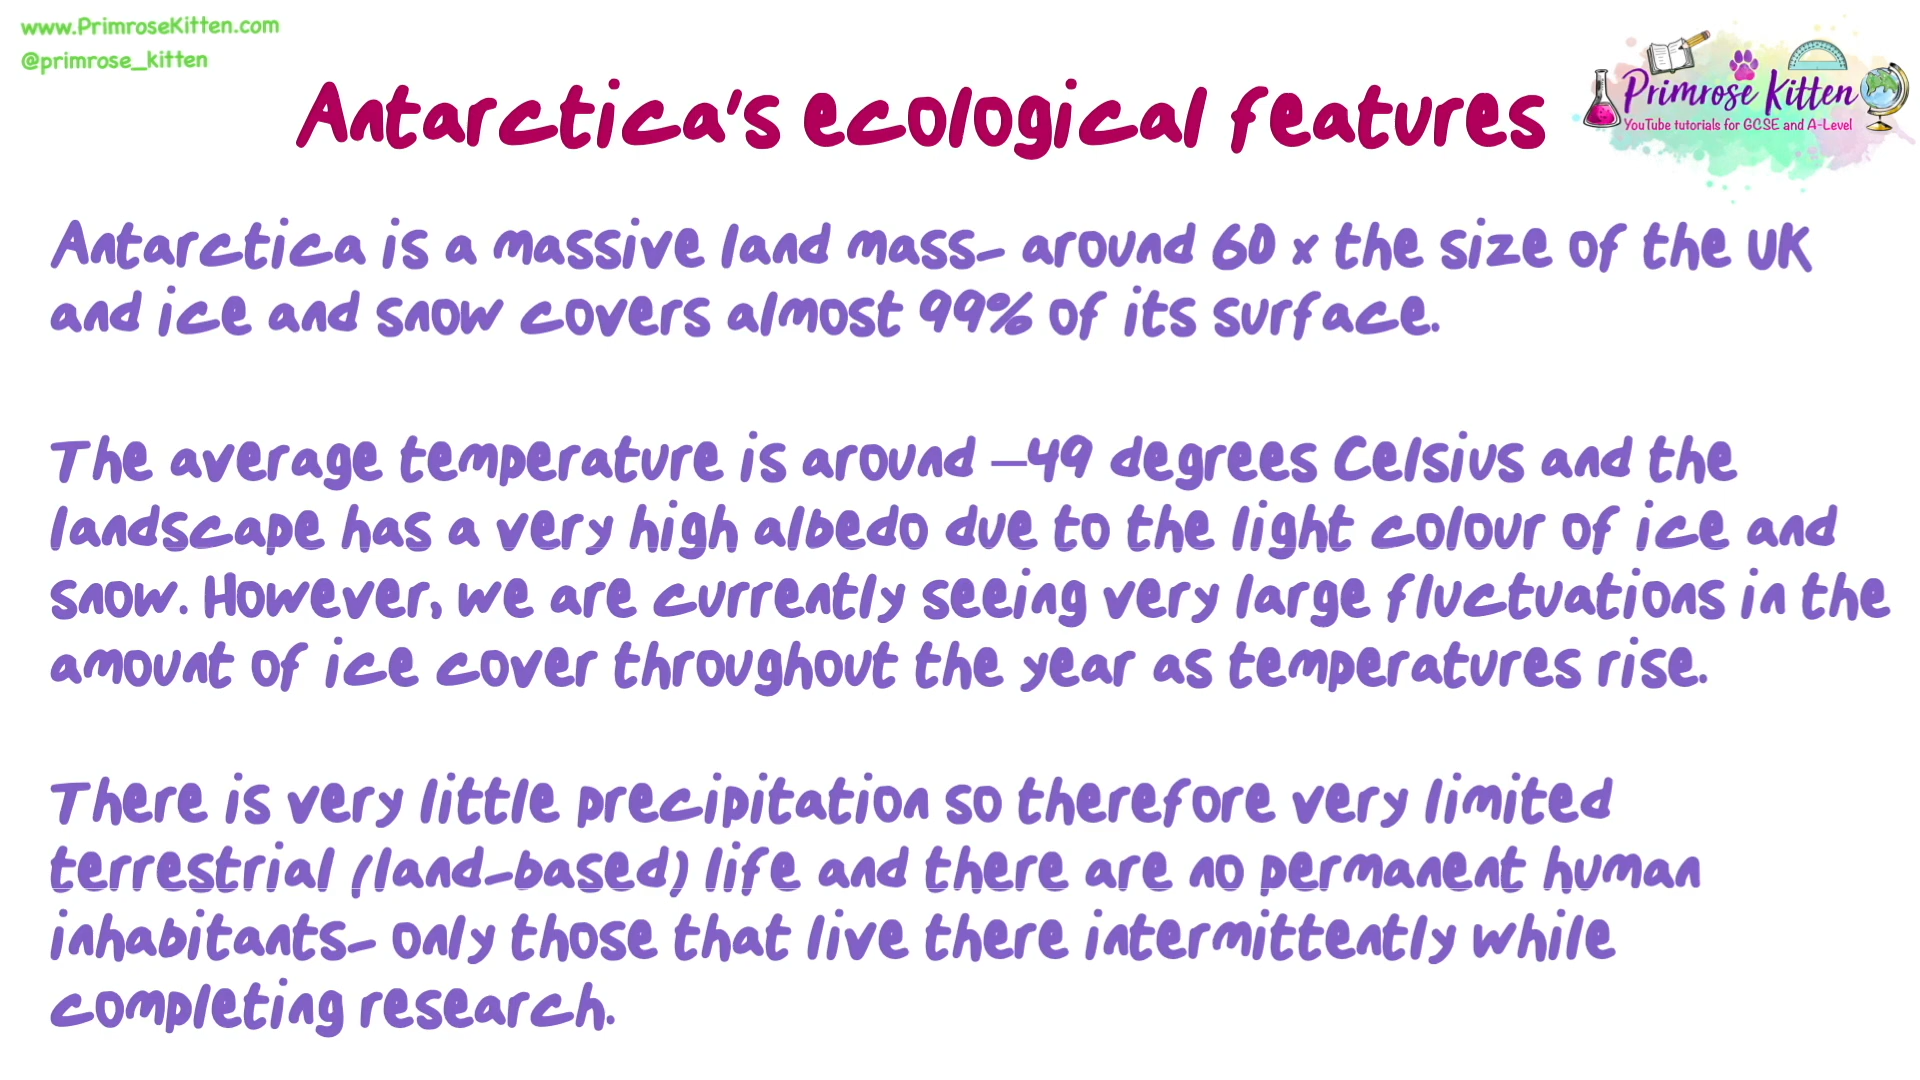 www.PrimroseKitten.com
@primrose_kitten
Primrose Kitten
YouTube tutorials for GCSE and A-Level
Antarctica's ecological features
Antarctica is a massive land mass- around 60 x the size of the UK
and ice and snow covers almost 99% of its surface.
The average temperature is around –49 degrees Celsius and the
landscape has a very high albedo due to the light colour of ice and
snow. However, we are currently seeing very large fluctuations in the
amount of ice cover throughout the year as temperatures rise.
There is very little precipitation so therefore very limited
terrestrial (land-based) life and there are no permanent human
inhabitants- only those that live there intermittently while
completing research.